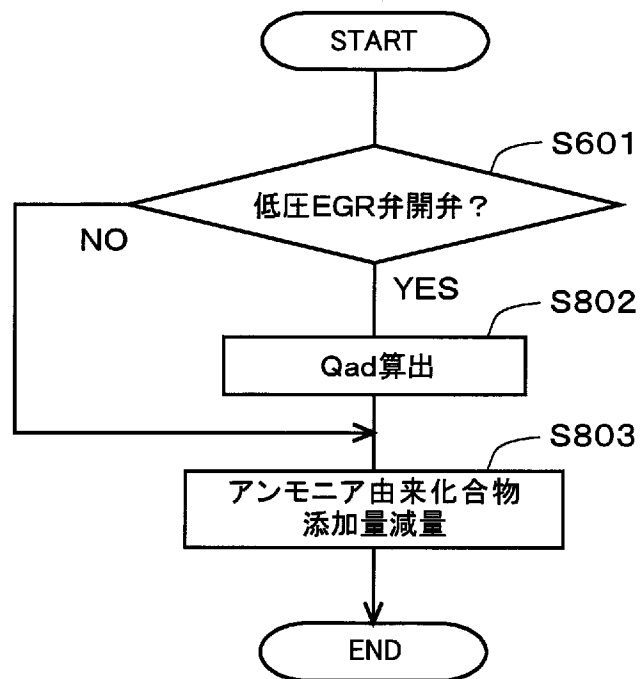 START
S601
低圧EGR弁開弁？
NO
YES
S802
Qad算出
S803
アンモニア由来化合物
添加量減量
END